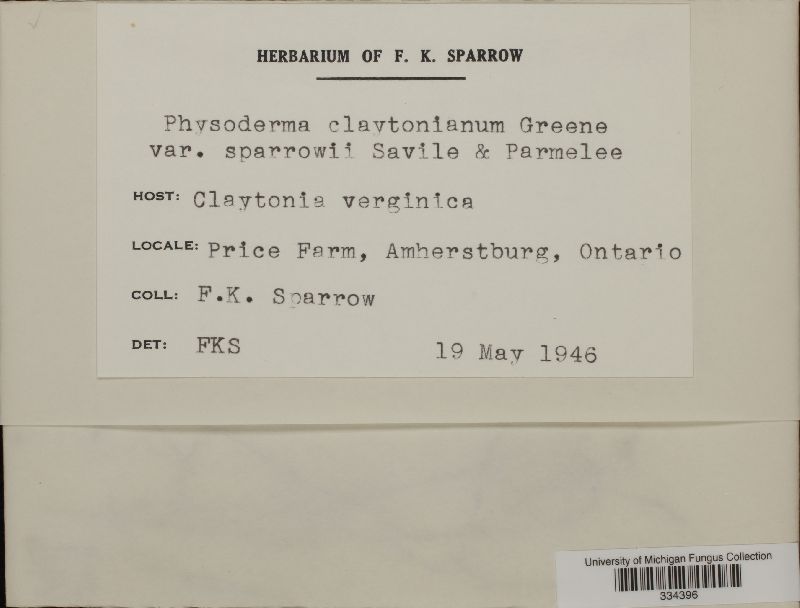 HERBARIUM OF F. K. SPARROW
Physoderma claytonianum Greene
var. sparrowii Savile & Parmelee
HOST: Claytonia verginica
LOCALE: Price Farm, Amherstburg, Ontario
COLL: F.K. Sparrow
DET: FKS 19 May 1946
University of Michigan Fungus Collection
334396